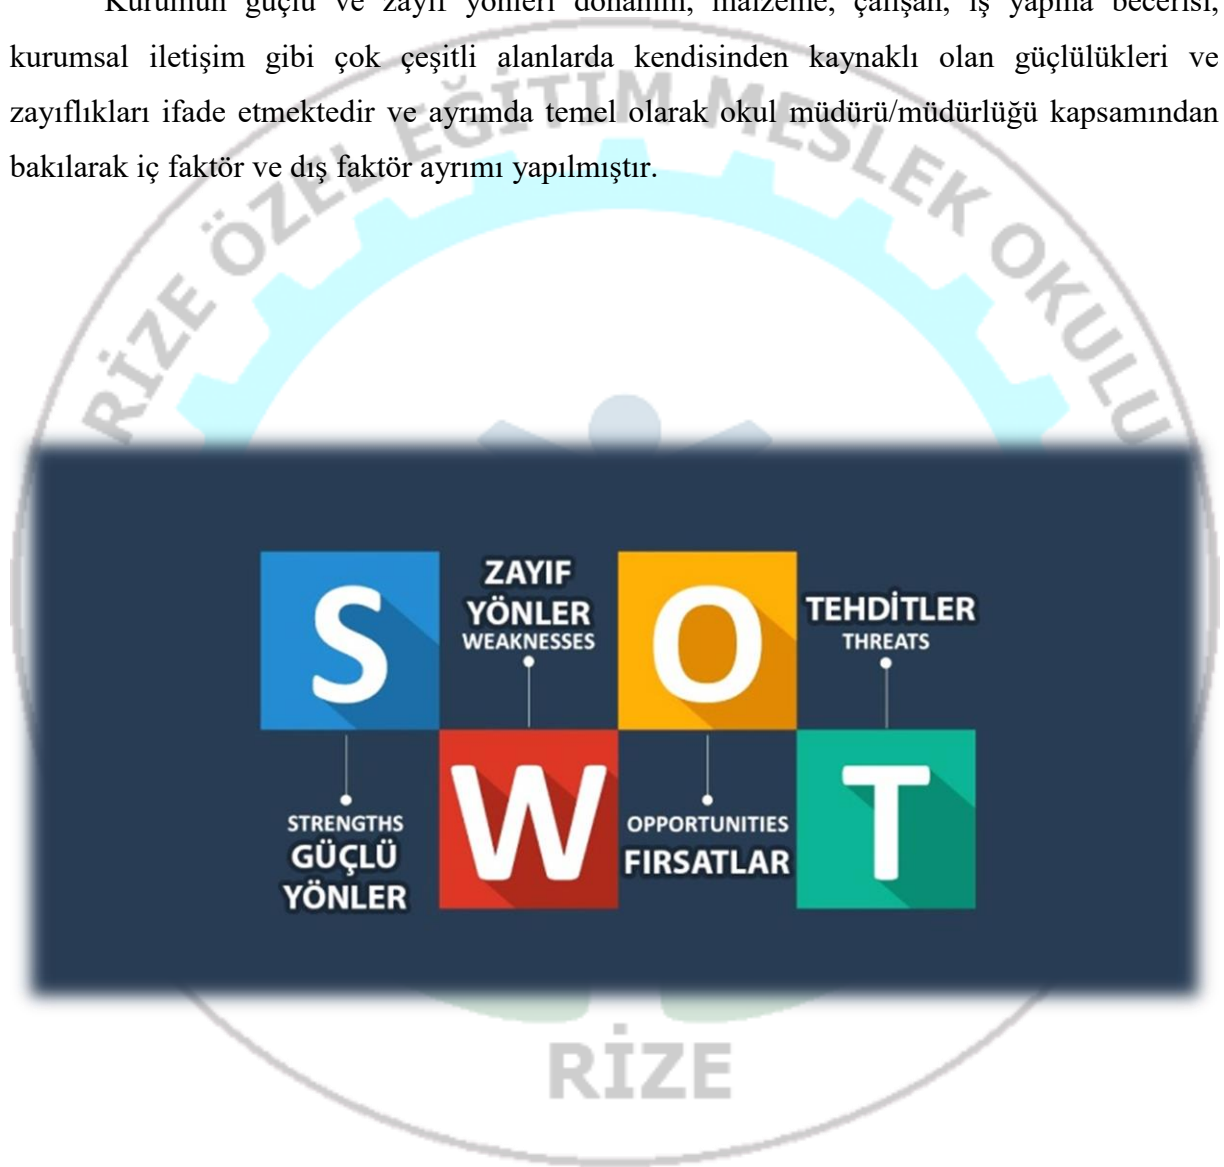 Kurumun güçlü ve zayıf yönleri donanım, malzeme, çalışan, iş yapma becerisi,
kurumsal iletişim gibi çok çeşitli alanlarda kendisinden kaynaklı olan güçlülükleri ve
zayıflıkları ifade etmektedir ve ayrımda temel olarak okul müdürü/müdürlüğü kapsamından
bakılarak iç faktör ve dış faktör ayrımı yapılmıştır.
RİZE ÖZEL EĞİTİM MESLEK OKULU
S
ZAYIF
YÖNLER
WEAKNESSES
O
TEHDİTLER
THREATS
STRENGTHS
GÜÇLÜ
YÖNLER
W
OPPORTUNITIES
FIRSATLAR
T
RİZE